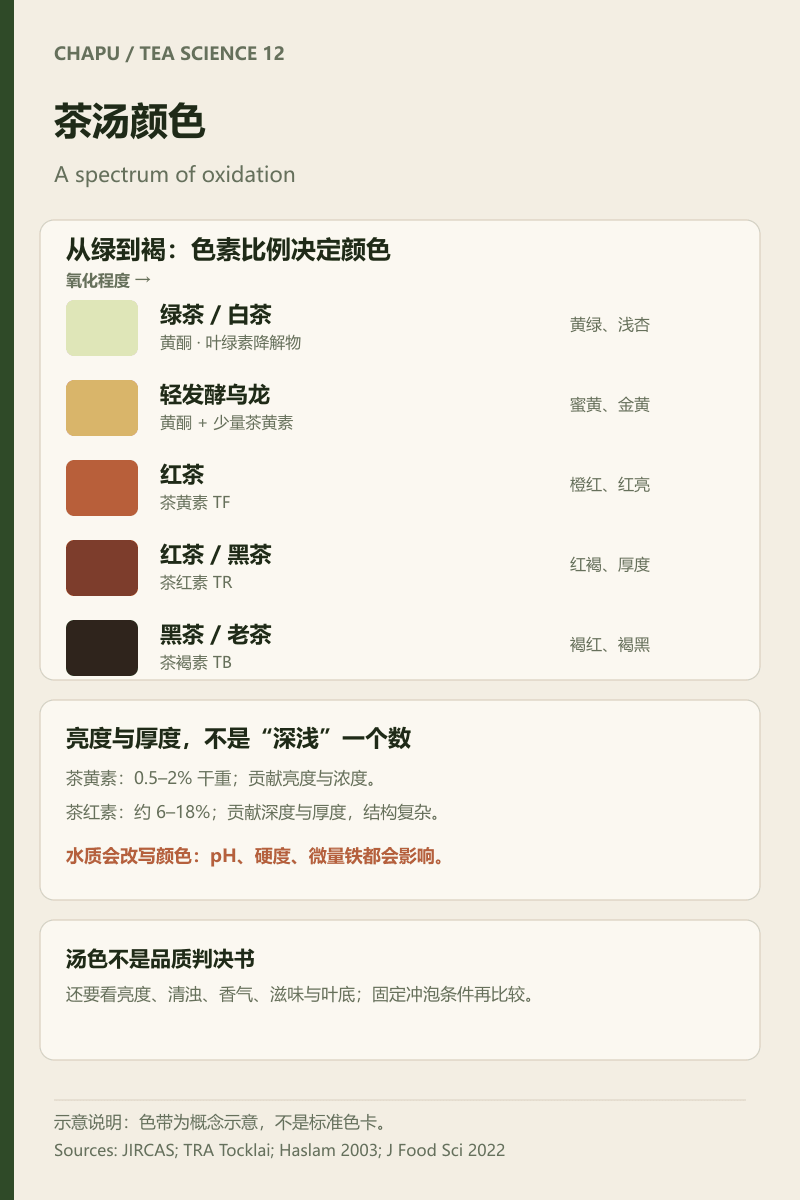 CHAPU / TEA SCIENCE 12
茶汤颜色
A spectrum of oxidation
从绿到褐：色素比例决定颜色
氧化程度 →
绿茶 / 白茶
黄酮 · 叶绿素降解物
黄绿、浅杏
轻发酵乌龙
黄酮 + 少量茶黄素
蜜黄、金黄
红茶
茶黄素 TF
橙红、红亮
红茶 / 黑茶
茶红素 TR
红褐、厚度
黑茶 / 老茶
茶褐素 TB
褐红、褐黑
亮度与厚度，不是“深浅”一个数
茶黄素：0.5–2% 干重；贡献亮度与浓度。
茶红素：约 6–18%；贡献深度与厚度，结构复杂。
水质会改写颜色：pH、硬度、微量铁都会影响。
汤色不是品质判决书
还要看亮度、清浊、香气、滋味与叶底；固定冲泡条件再比较。
示意说明：色带为概念示意，不是标准色卡。
Sources: JIRCAS; TRA Tocklai; Haslam 2003; J Food Sci 2022